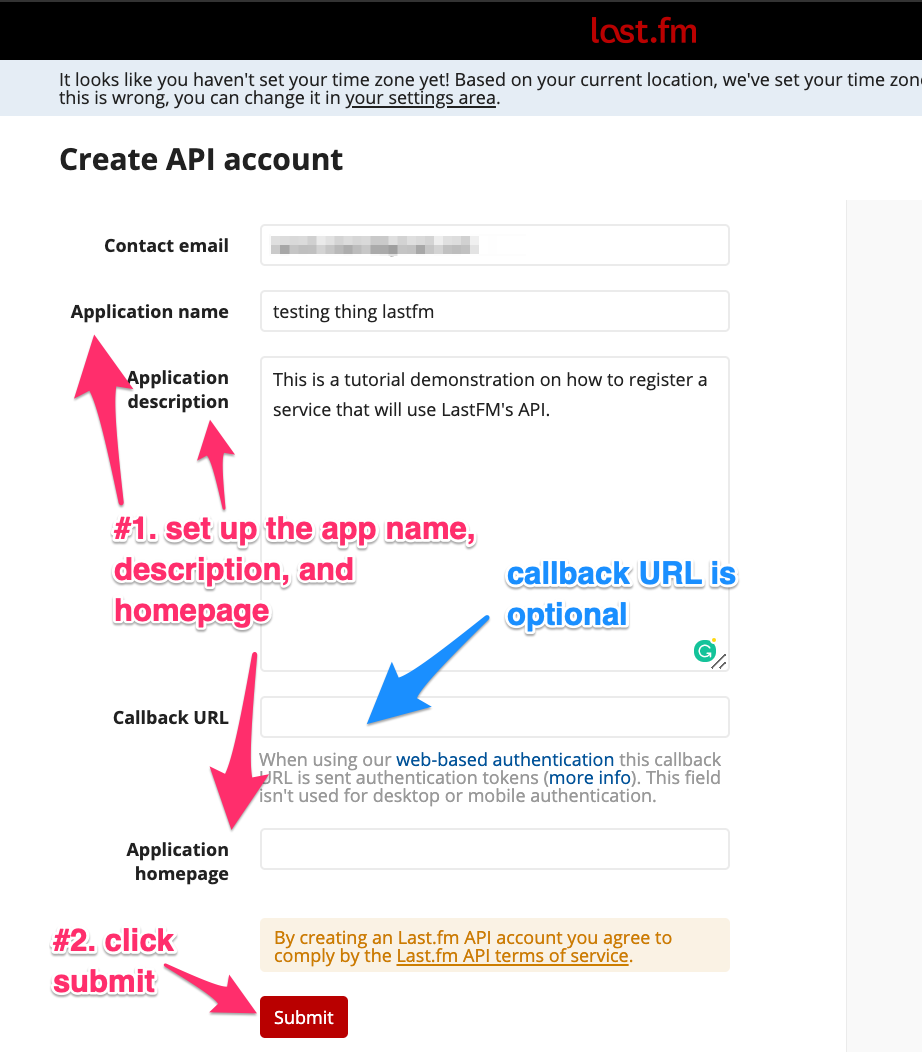 last.fm
It looks like you haven't set your time zone yet! Based on your current location, we've set your time
this is wrong, you can change it in your settings area.
Create API account
Contact email
Application name
testing thing lastfm
Application
description
This is a tutorial demonstration on how to register a
service that will use LastFM's API.
#1. set up the app name,
description, and
homepage
callback URL is
optional
Callback URL
When using our web-based authentication this callback
URL is sent authentication tokens (more info). This field
isn't used for desktop or mobile authentication.
Application
homepage
#2. click
submit
By creating an Last.fm API account you agree to
comply by the Last.fm API terms of service.
Submit